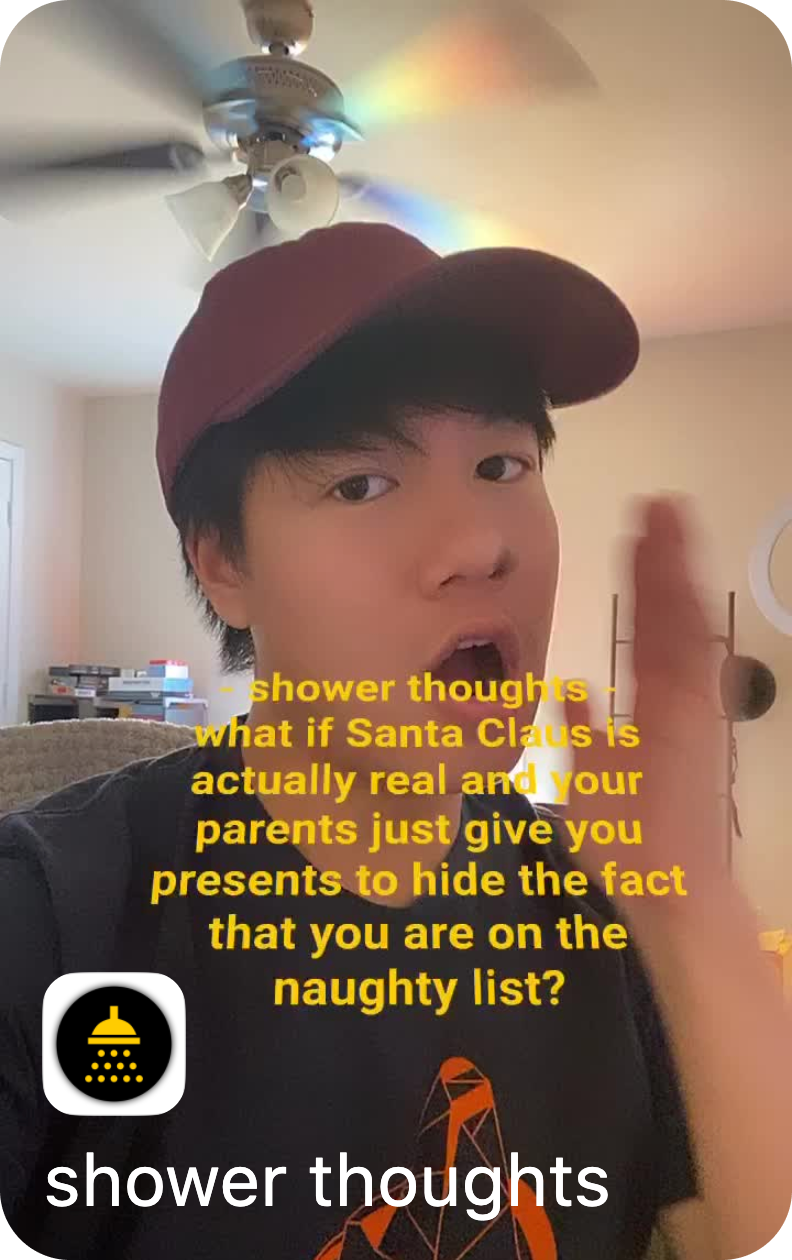 - shower thoughts -
what if Santa Claus is
actually real and your
parents just give you
presents to hide the fact
that you are on the
naughty list?
shower thoughts